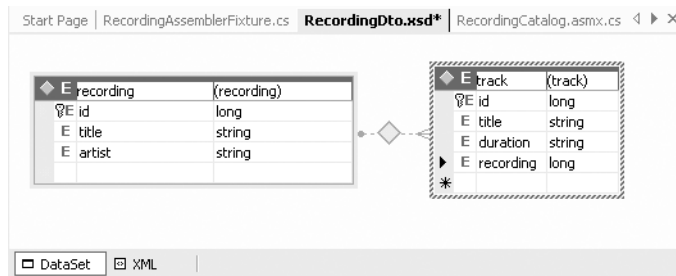 Start Page RecordingAssemblerFixture.cs RecordingDto.xsd* RecordingCatalog.asmx.cs
E recording (recording)
E id long
E title string
E artist string
E track (track)
E id long
E title string
E duration string
E recording long
DataSet XML